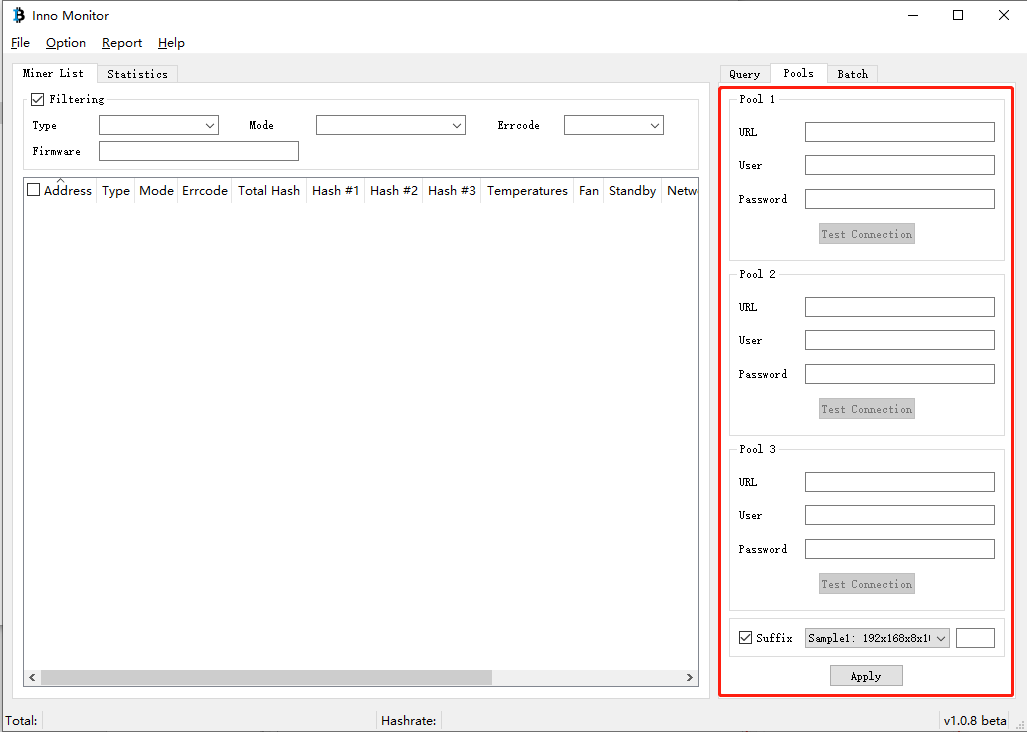 Inno Monitor
File Option Report Help
Miner List Statistics
Filtering
Type Mode Errcode
Firmware
Address Type Mode Errcode Total Hash Hash #1 Hash #2 Hash #3 Temperatures Fan Standby Netw
Query Pools Batch
Pool 1
URL
User
Password
Test Connection
Pool 2
URL
User
Password
Test Connection
Pool 3
URL
User
Password
Test Connection
Suffix Sample1: 192x168x8x1
Apply
Total: Hashrate: v1.0.8 beta